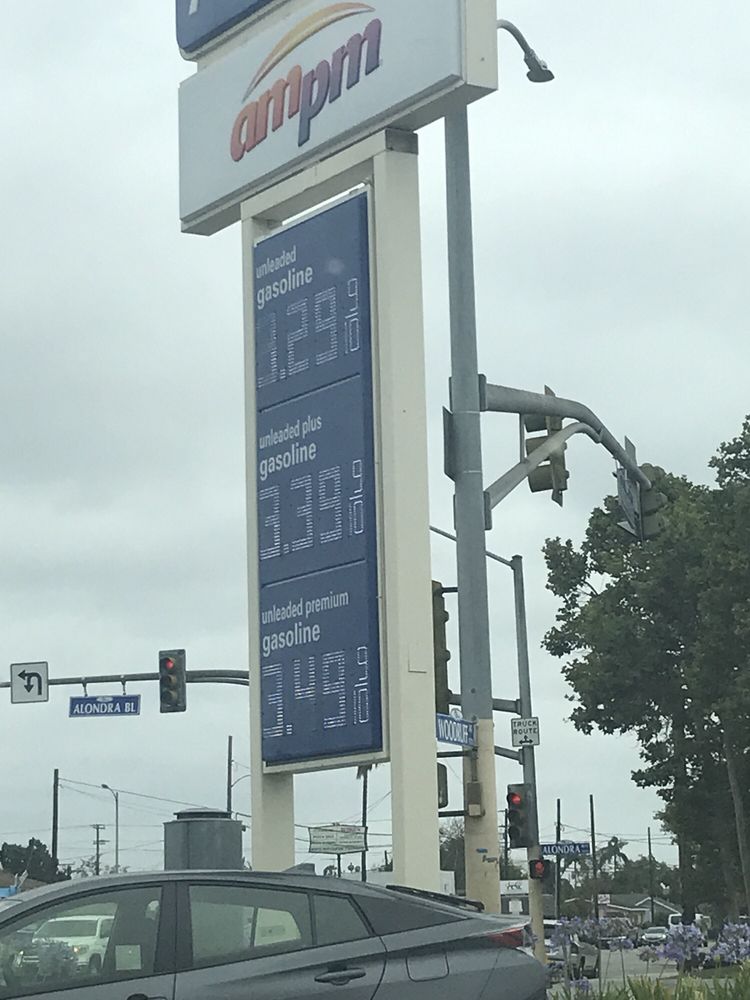 ampm
unleaded
gasoline
3.29 9/10
unleaded plus
gasoline
3.39 9/10
unleaded premium
gasoline
3.49 9/10
ALONDRA BL
WOODRUFF
TRUCK
ROUTE
ALONDRA